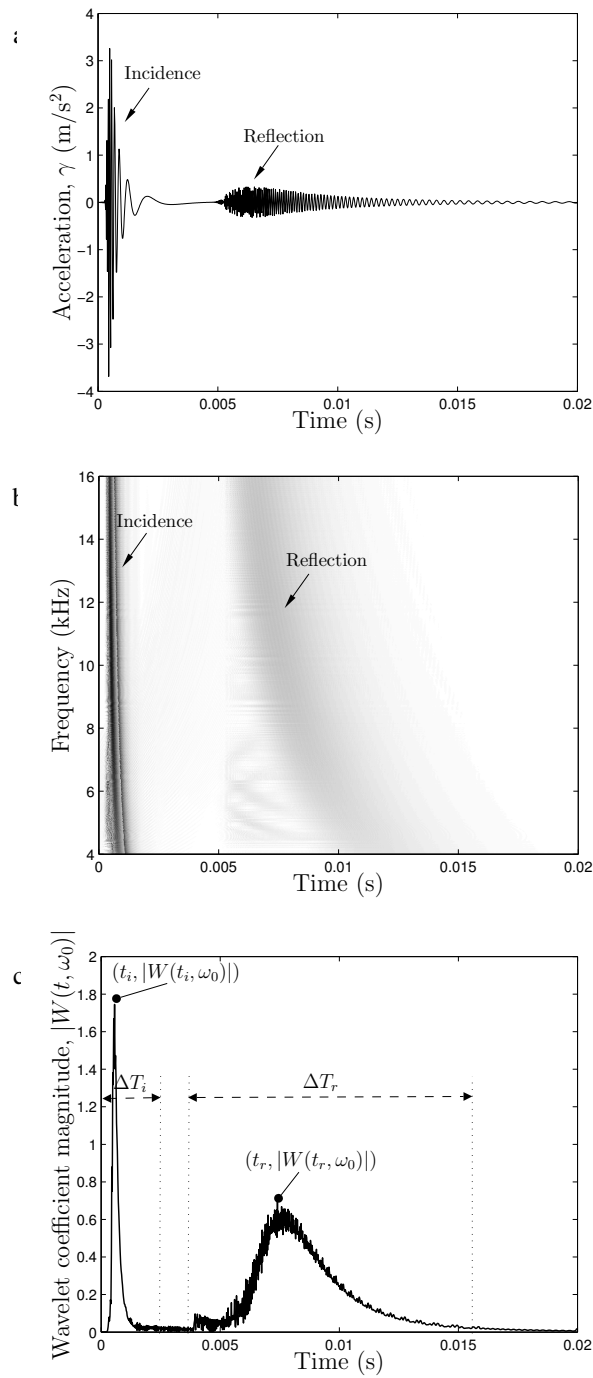 4
3
2
1
0
−1
−2
−3
−4
Acceleration, γ (m/s²)
Incidence
Reflection
0 0.005 0.01 0.015 0.02
Time (s)
16
14
12
10
8
6
4
Frequency (kHz)
Incidence
Reflection
0 0.005 0.01 0.015 0.02
Time (s)
2
1.8
1.6
1.4
1.2
1
0.8
0.6
0.4
0.2
0
Wavelet coefficient magnitude, |W(t, ω₀)|
(tᵢ, |W(tᵢ, ω₀)|)
ΔTᵢ
ΔTᵣ
(tᵣ, |W(tᵣ, ω₀)|)
0 0.005 0.01 0.015 0.02
Time (s)